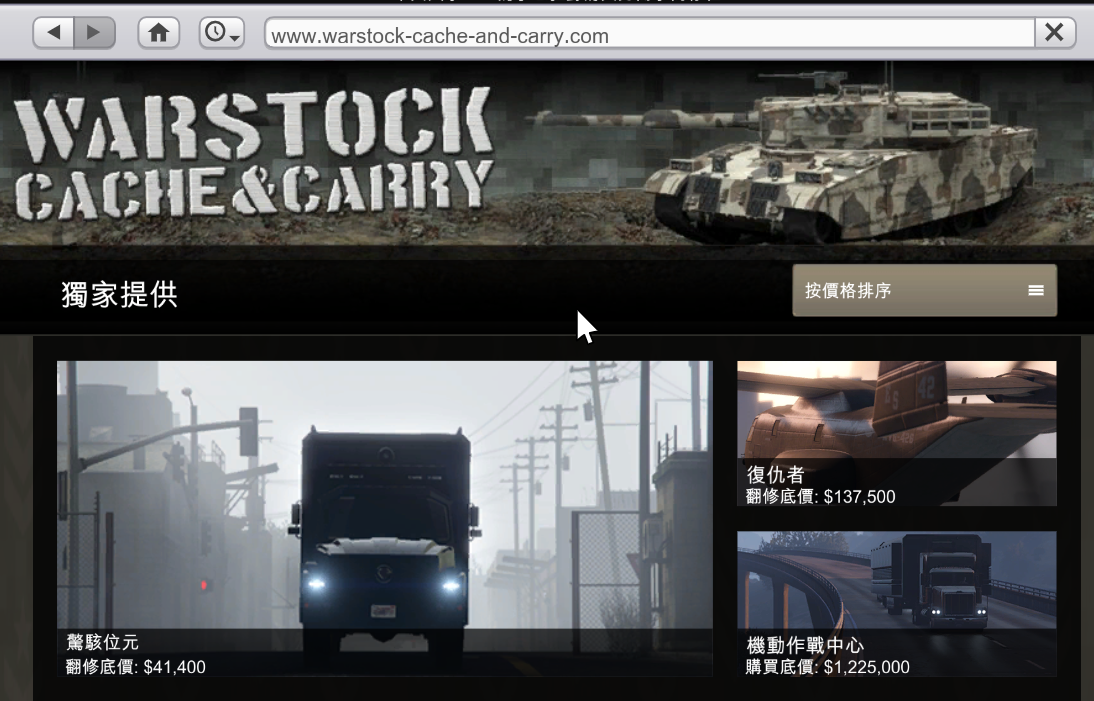 www.warstock-cache-and-carry.com
WARSTOCK
CACHE&CARRY
獨家提供
按價格排序
復仇者
翻修底價: $137,500
驚駭位元
翻修底價: $41,400
機動作戰中心
購買底價: $1,225,000
42